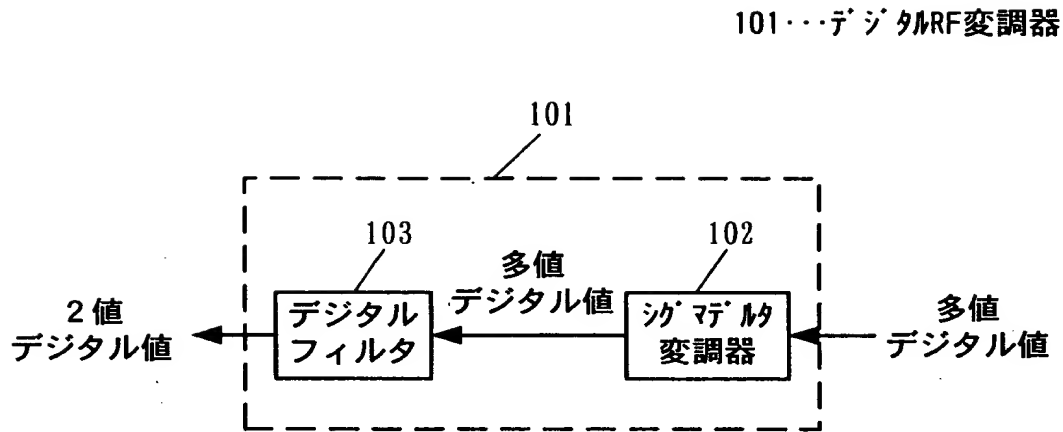 101···デジタルRF変調器
101
103
102
多値
デジタル値
2値
デジタル値
デジタル
フィルタ
シグマデルタ
変調器
多値
デジタル値